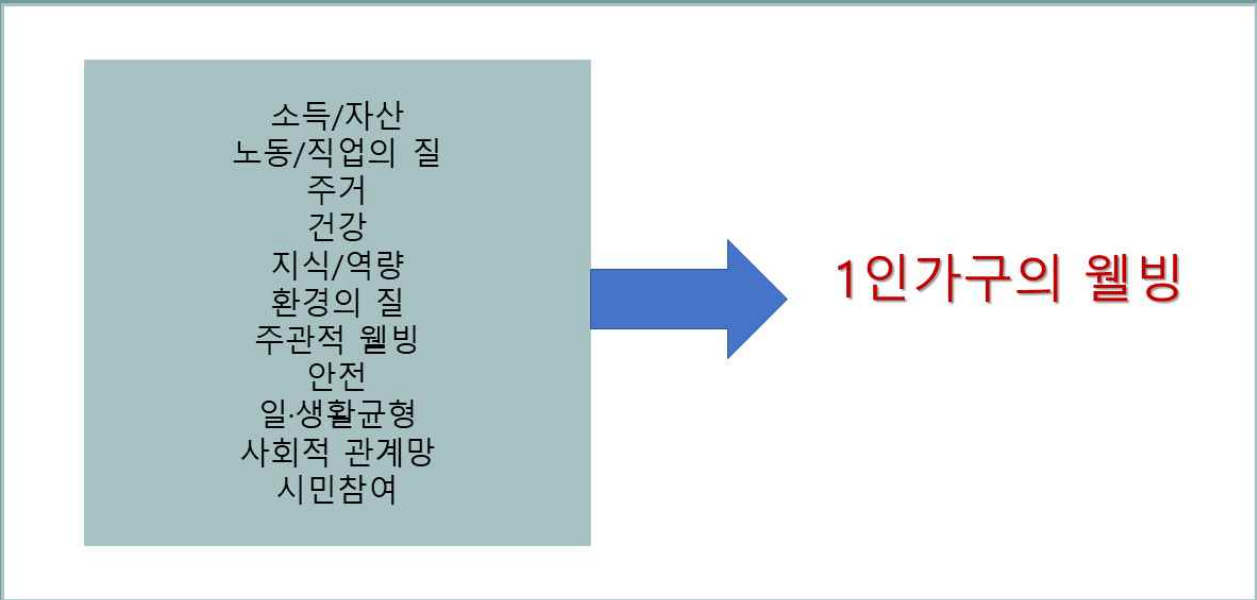 소득/자산
노동/직업의 질
주거
건강
지식/역량
환경의 질
주관적 웰빙
안전
일·생활균형
사회적 관계망
시민참여
1인가구의 웰빙